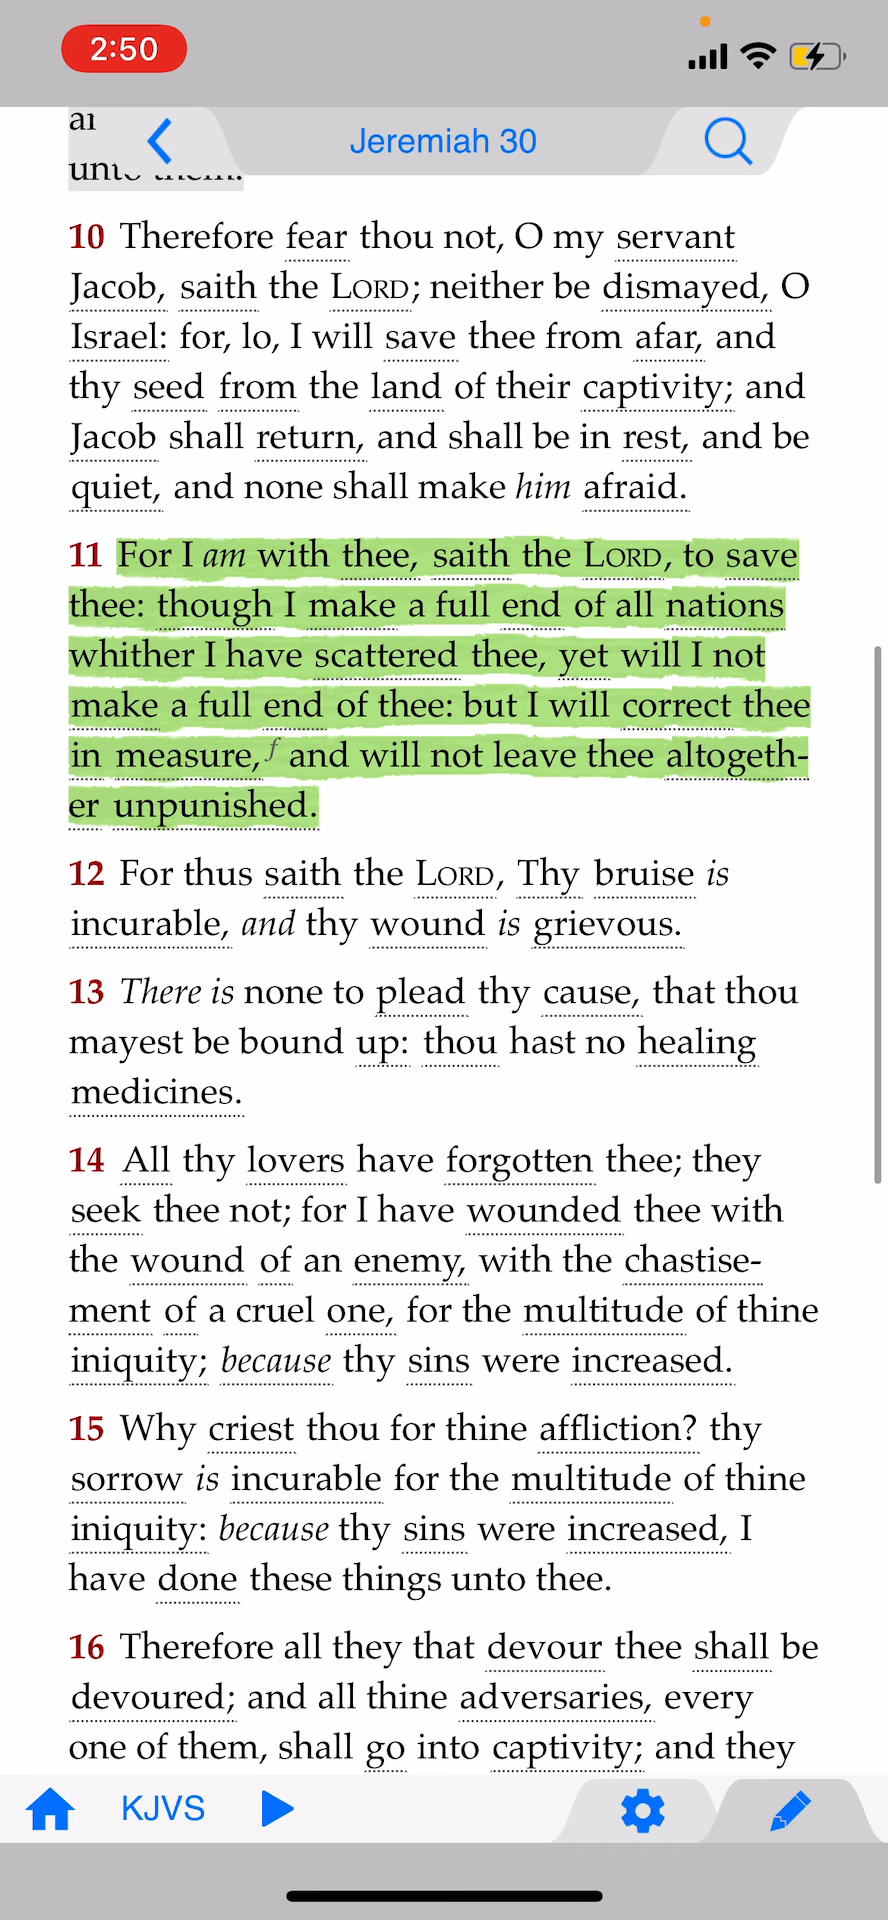 2:50
Jeremiah 30
10 Therefore fear thou not, O my servant
Jacob, saith the LORD; neither be dismayed, O
Israel: for, lo, I will save thee from afar, and
thy seed from the land of their captivity; and
Jacob shall return, and shall be in rest, and be
quiet, and none shall make him afraid.
11 For I am with thee, saith the LORD, to save
thee: though I make a full end of all nations
whither I have scattered thee, yet will I not
make a full end of thee: but I will correct thee
in measure,f and will not leave thee altogeth-
er unpunished.
12 For thus saith the LORD, Thy bruise is
incurable, and thy wound is grievous.
13 There is none to plead thy cause, that thou
mayest be bound up: thou hast no healing
medicines.
14 All thy lovers have forgotten thee; they
seek thee not; for I have wounded thee with
the wound of an enemy, with the chastise-
ment of a cruel one, for the multitude of thine
iniquity; because thy sins were increased.
15 Why criest thou for thine affliction? thy
sorrow is incurable for the multitude of thine
iniquity: because thy sins were increased, I
have done these things unto thee.
16 Therefore all they that devour thee shall be
devoured; and all thine adversaries, every
one of them, shall go into captivity; and they
KJVS